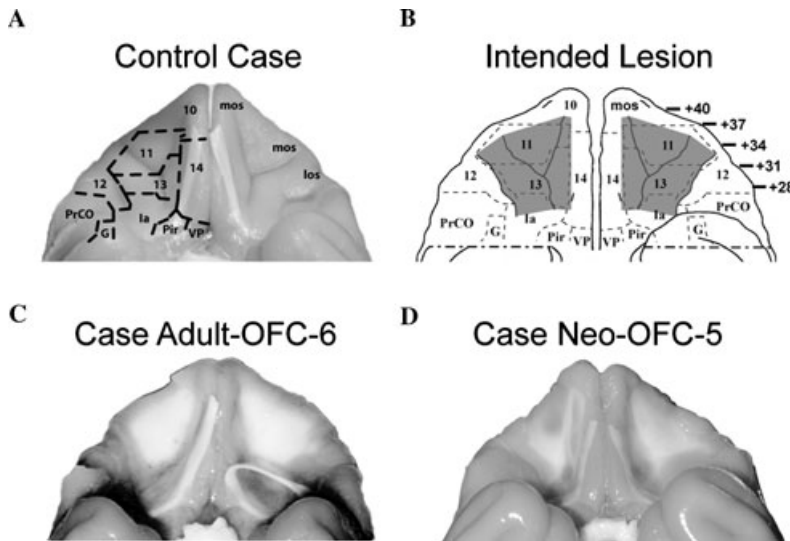 A
Control Case
10
mos
11
mos
14
los
12
13
PrCO
Ia
G
Pir
VP
B
Intended Lesion
10
mos
+40
+37
11
11
+34
+31
12
12
+28
13
14
14
13
PrCO
Ia
Ia
PrCO
G
Pir
VP
VP
Pir
G
C
Case Adult-OFC-6
D
Case Neo-OFC-5